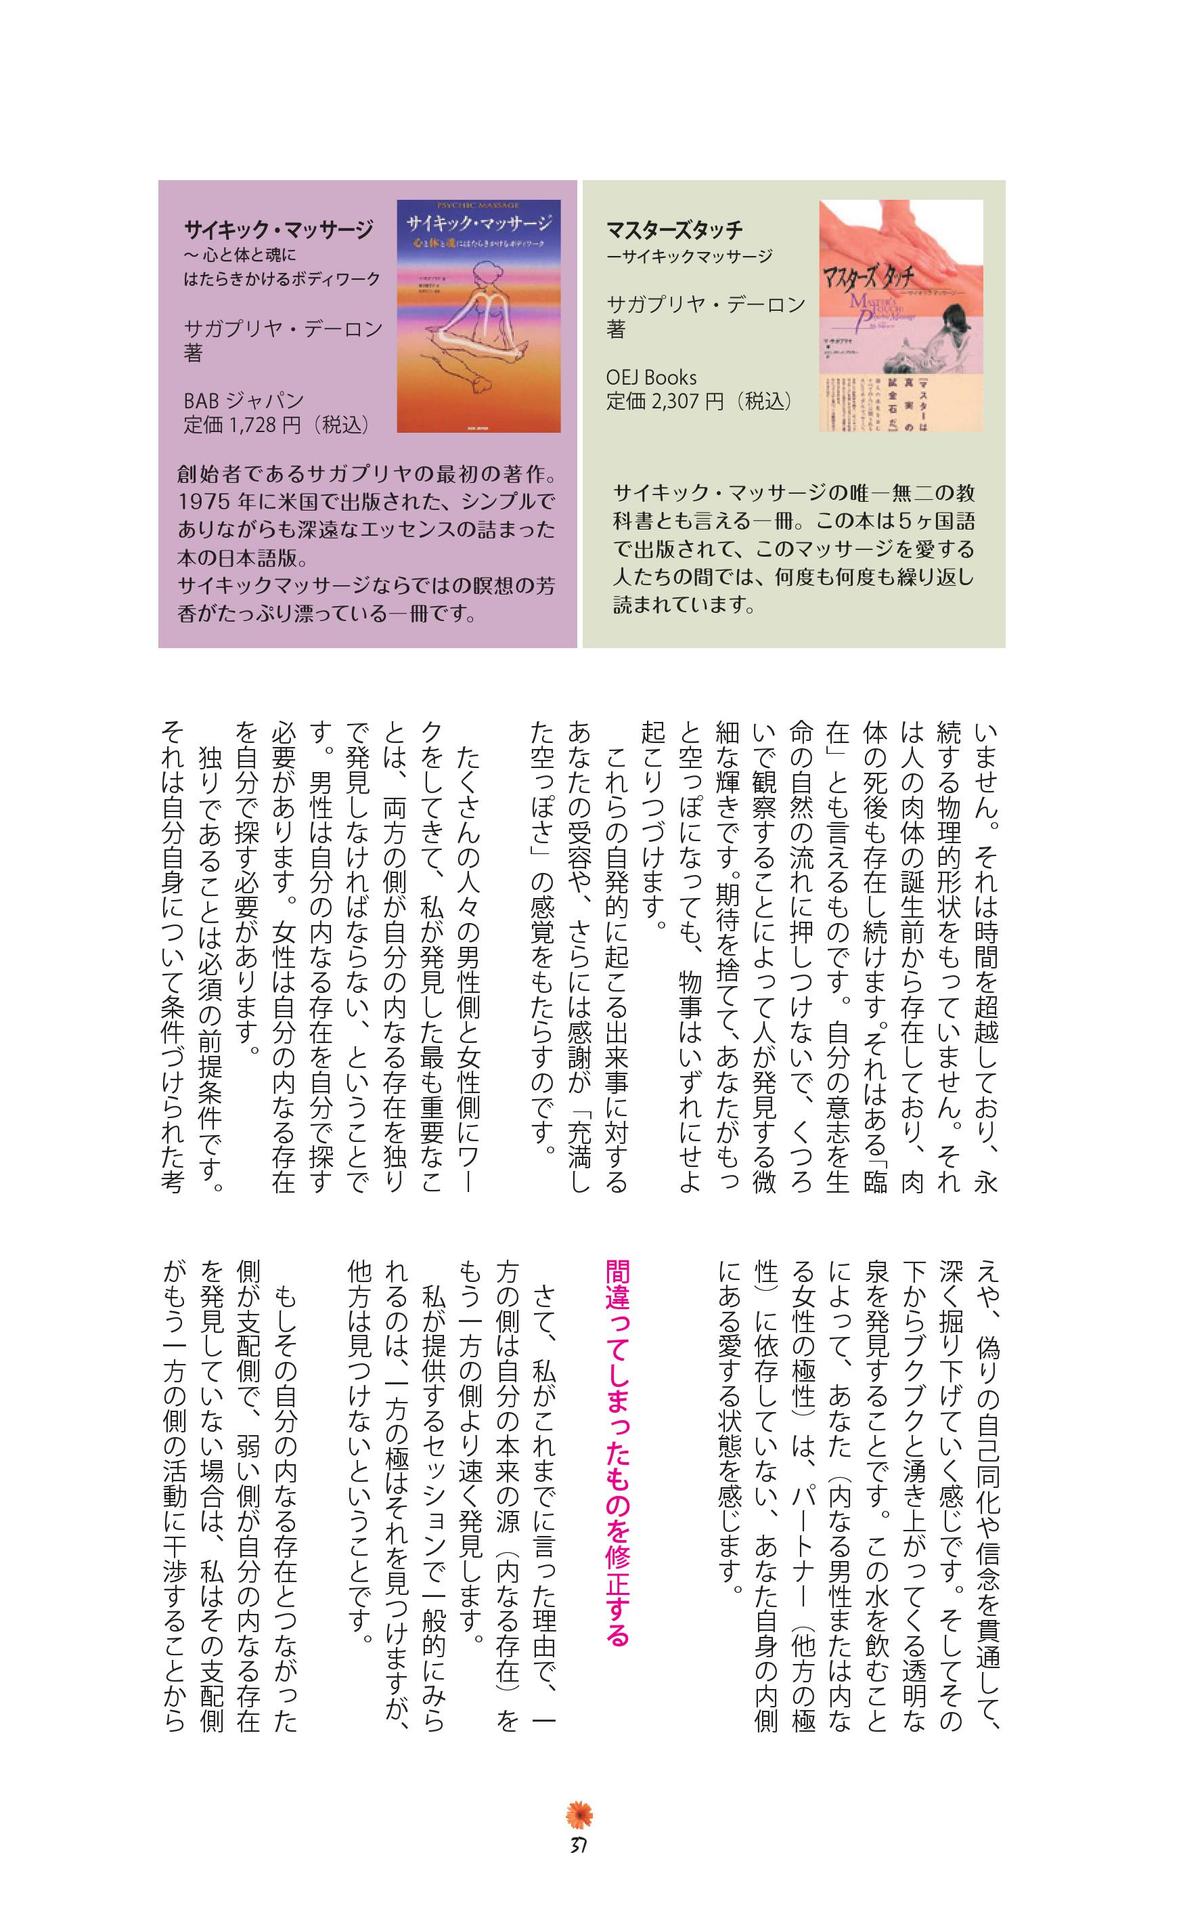 マスターズタッチ
ーサイキックマッサージ
サガプリヤ・デーロン
著
OEJ Books
定価 2,307 円（税込）
マスターズ タッチ
サイキックマッサージの唯一無二の教
科書とも言える一冊。この本は５ヶ国語
で出版されて、このマッサージを愛する
人たちの間では、何度も何度も繰り返し
読まれています。
サイキック・マッサージ
～ 心と体と魂に
はたらきかけるボディワーク
サガプリヤ・デーロン
著
BAB ジャパン
定価 1,728 円（税込）
PSYCHIC MASSAGE
サイキック・マッサージ
心と体と魂にはたらきかけるボディワーク
創始者であるサガプリヤの最初の著作。
1975 年に米国で出版された、シンプルで
ありながらも深遠なエッセンスの詰まった
本の日本語版。
サイキックマッサージならではの瞑想の芳
香がたっぷり漂っている一冊です。
いません。それは時間を超越しており、永
続する物理的形状をもっていません。それ
は人の肉体の誕生前から存在しており、肉
体の死後も存在し続けます。それはある「臨
在」とも言えるものです。自分の意志を生
命の自然の流れに押しつけないで、くつろ
いで観察することによって人が発見する微
細な輝きです。期待を捨てて、あなたがもっ
と空っぽになっても、物事はいずれにせよ
起こりつづけます。
これらの自発的に起こる出来事に対する
あなたの受容や、さらには感謝が「充満し
た空っぽさ」の感覚をもたらすのです。
たくさんの人々の男性側と女性側にワー
クをしてきて、私が発見した最も重要なこ
とは、両方の側が自分の内なる存在を独り
で発見しなければならない、ということで
す。男性は自分の内なる存在を自分で探す
必要があります。女性は自分の内なる存在
を自分で探す必要があります。
独りであることは必須の前提条件です。
それは自分自身について条件づけられた考
えや、偽りの自己同化や信念を貫通して、
深く掘り下げていく感じです。そしてその
下からブクブクと湧き上がってくる透明な
泉を発見することです。この水を飲むこと
によって、あなた（内なる男性または内な
る女性の極性）は、パートナー（他方の極
性）に依存していない、あなた自身の内側
にある愛する状態を感じます。
間違ってしまったものを修正する
さて、私がこれまでに言った理由で、一
方の側は自分の本来の源（内なる存在）を
もう一方の側より速く発見します。
私が提供するセッションで一般的にみら
れるのは、一方の極はそれを見つけますが、
他方は見つけないということです。
もしその自分の内なる存在とつながった
側が支配側で、弱い側が自分の内なる存在
を発見していない場合は、私はその支配側
がもう一方の側の活動に干渉することから
37